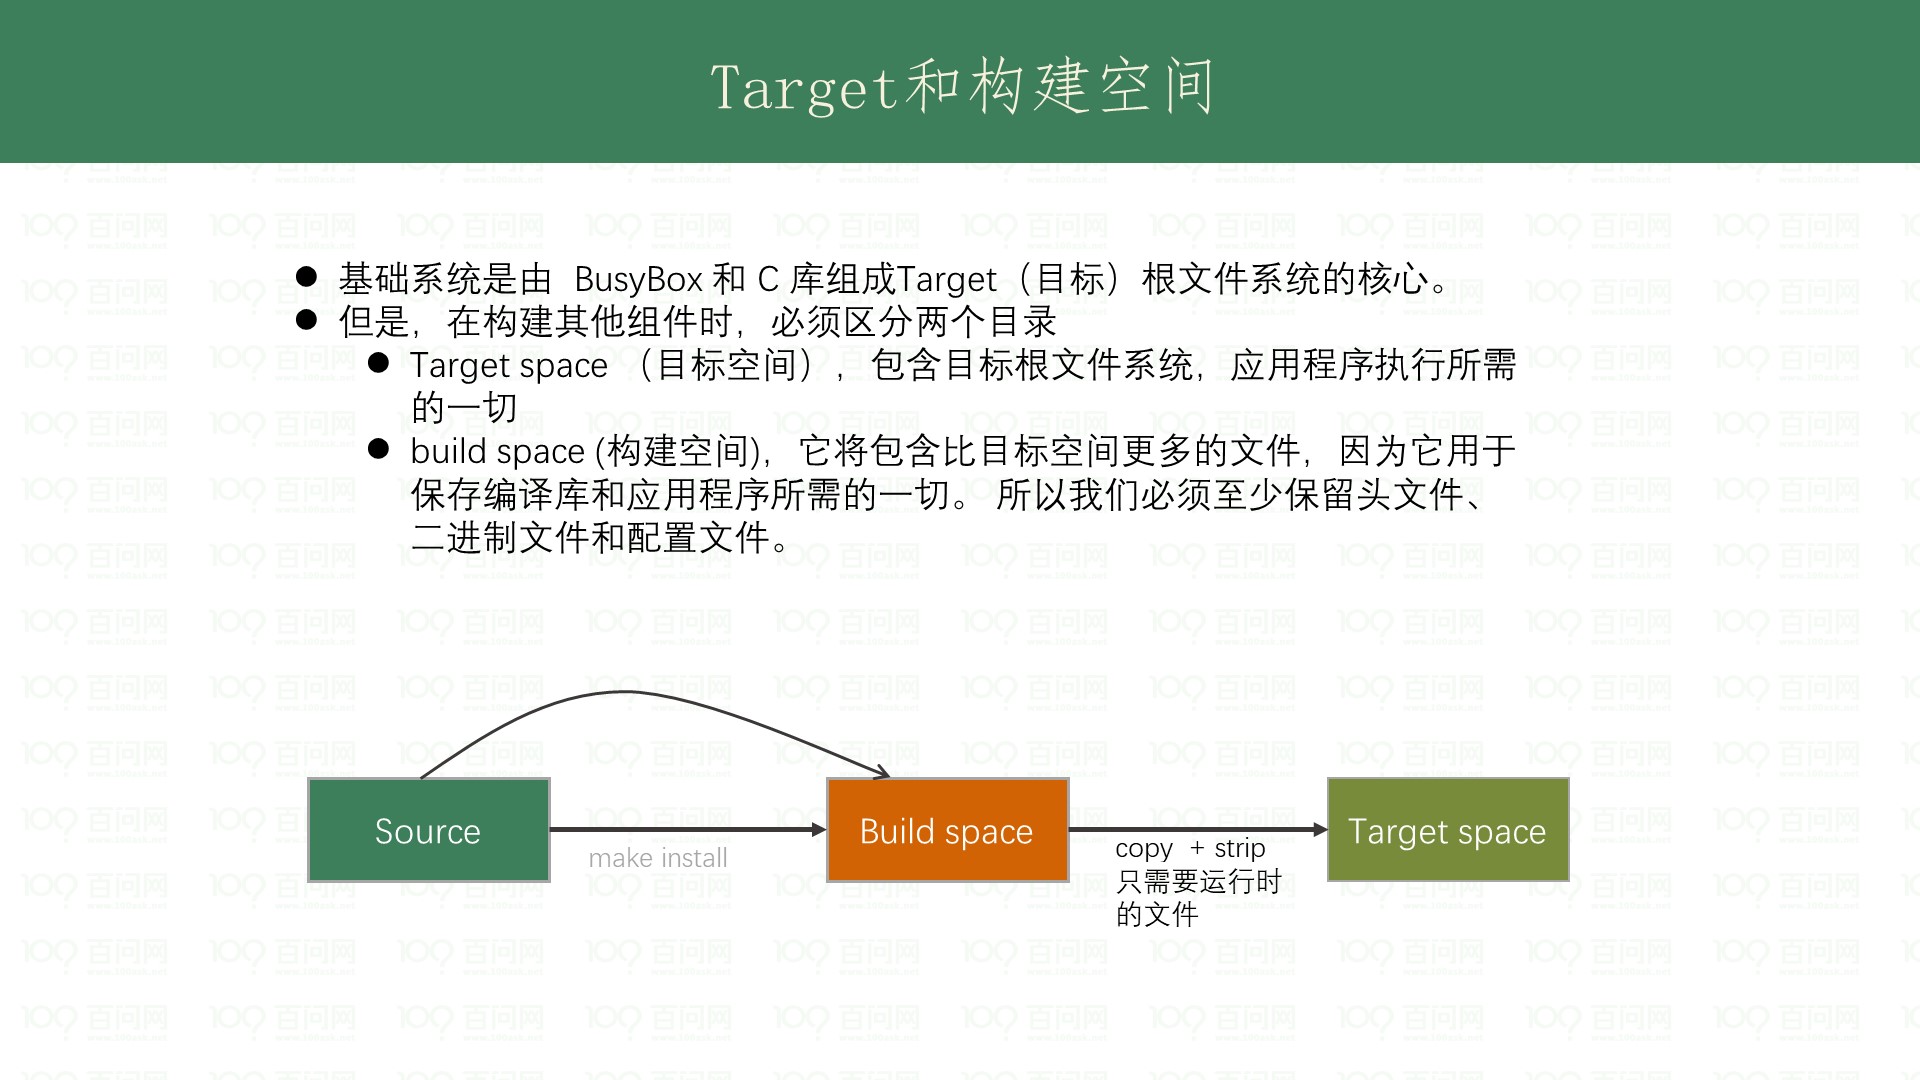 Target和构建空间
● 基础系统是由 BusyBox 和 C 库组成Target（目标）根文件系统的核心。
● 但是，在构建其他组件时，必须区分两个目录
● Target space （目标空间），包含目标根文件系统，应用程序执行所需
的一切
● build space (构建空间)，它将包含比目标空间更多的文件，因为它用于
保存编译库和应用程序所需的一切。 所以我们必须至少保留头文件、
二进制文件和配置文件。
Source
make install
Build space
copy + strip
只需要运行时
的文件
Target space
百问网
www.100ask.net